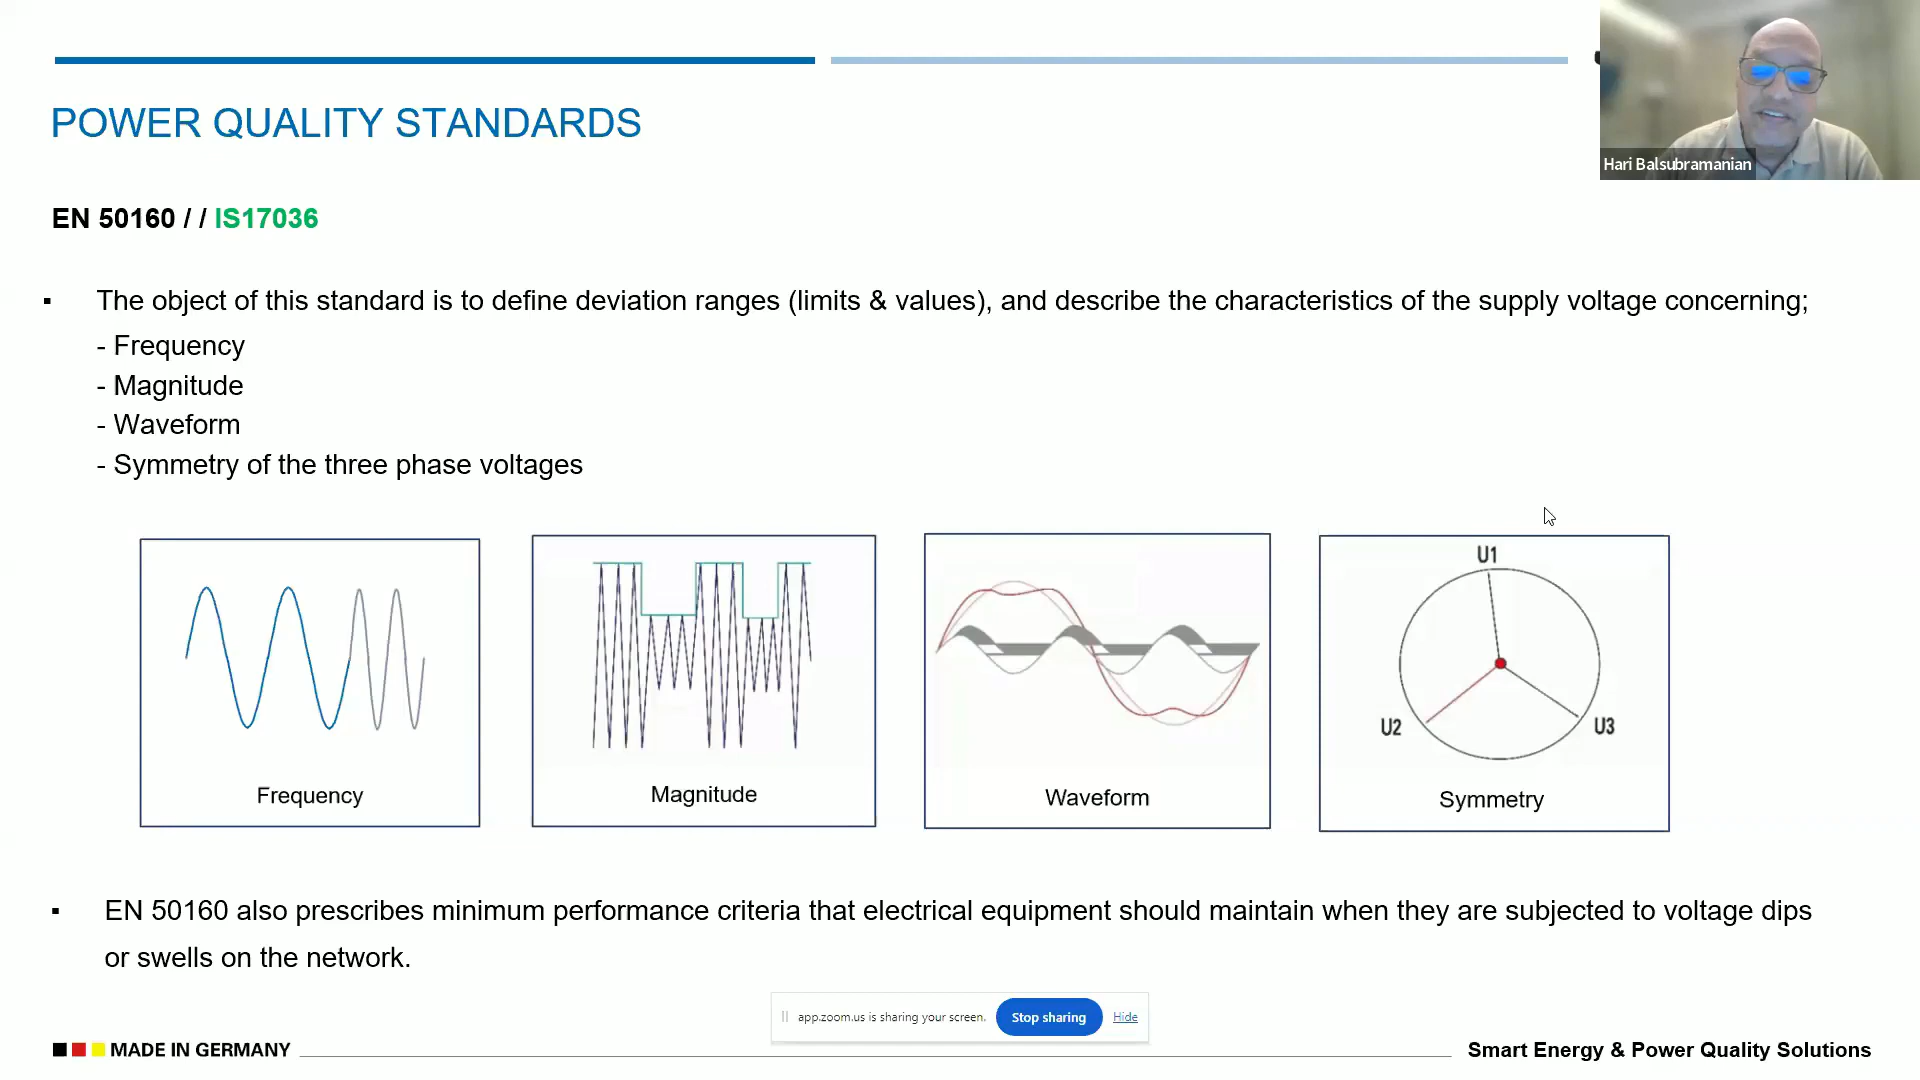 Hari Balsubramanian
POWER QUALITY STANDARDS
EN 50160 / / IS17036
▪ The object of this standard is to define deviation ranges (limits & values), and describe the characteristics of the supply voltage concerning;
- Frequency
- Magnitude
- Waveform
- Symmetry of the three phase voltages
Frequency
Magnitude
Waveform
U1
U2
U3
Symmetry
▪ EN 50160 also prescribes minimum performance criteria that electrical equipment should maintain when they are subjected to voltage dips
or swells on the network.
app.zoom.us is sharing your screen. Stop sharing Hide
MADE IN GERMANY
Smart Energy & Power Quality Solutions